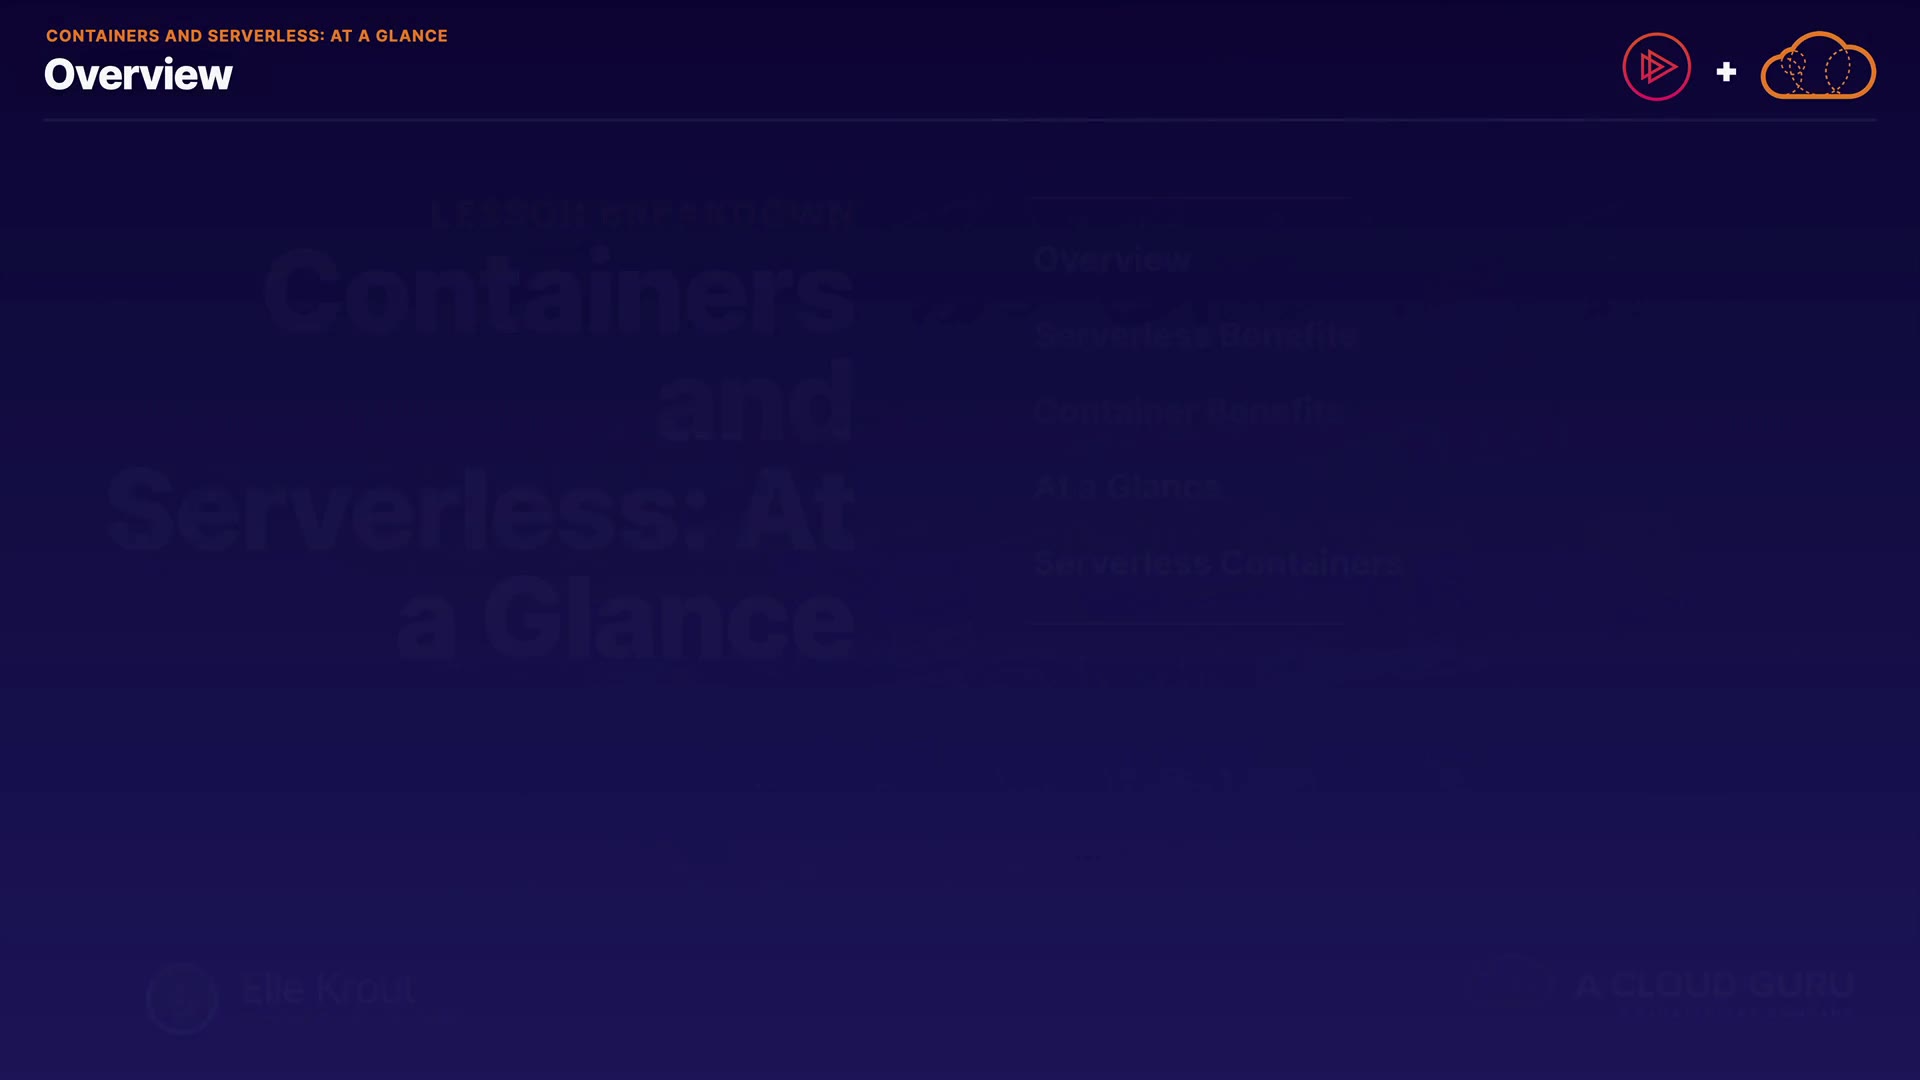 CONTAINERS AND SERVERLESS: AT A GLANCE
Overview
LESSON BREAKDOWN
Containers
and
Serverless: At
a Glance
Overview
Serverless Benefits
Container Benefits
At a Glance
Serverless Containers
Elle Krout
A CLOUD GURU